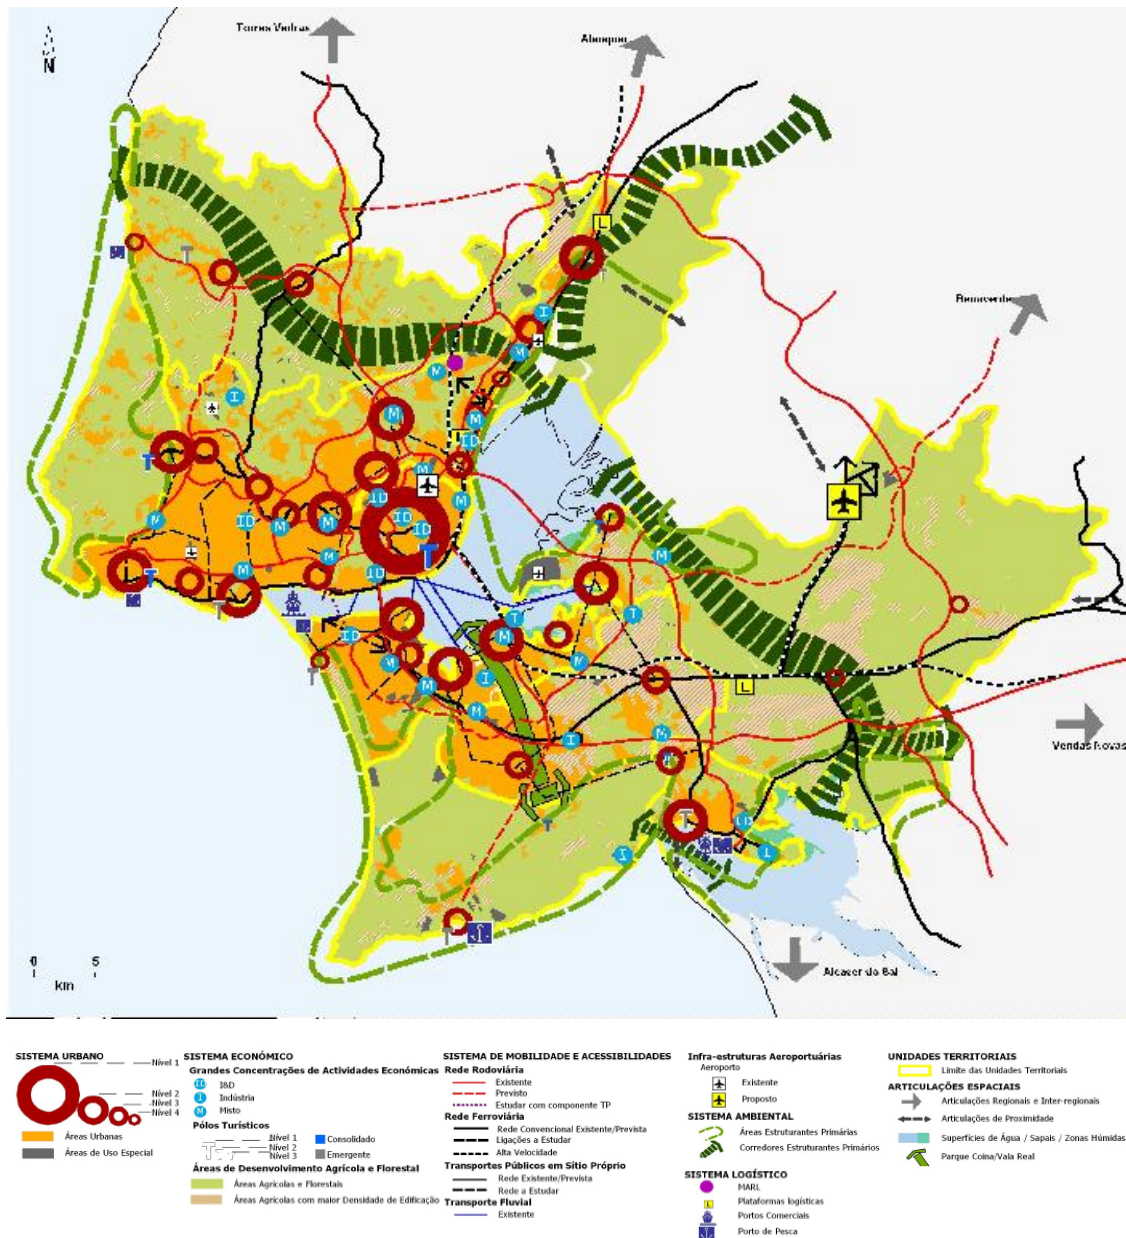 Torres Vedras
Alenquer
N
Benavente
Vendas Novas
Alcacer do Sal
0 5
km
SISTEMA URBANO
Nível 1
Nível 2
Nível 3
Nível 4
Áreas Urbanas
Áreas de Uso Especial
SISTEMA ECONÓMICO
Grandes Concentrações de Actividades Económicas
ID I&D
I Indústria
M Misto
Pólos Turísticos
Nível 1
Nível 2
Nível 3
Consolidado
Emergente
Áreas de Desenvolvimento Agrícola e Florestal
Áreas Agrícolas e Florestais
Áreas Agrícolas com maior Densidade de Edificação
SISTEMA DE MOBILIDADE E ACESSIBILIDADES
Rede Rodoviária
Existente
Previsto
Estudar com componente TP
Rede Ferroviária
Rede Convencional Existente/Prevista
Ligações a Estudar
Alta Velocidade
Transportes Públicos em Sítio Próprio
Rede Existente/Prevista
Rede a Estudar
Transporte Fluvial
Existente
Infra-estruturas Aeroportuárias
Aeroporto
Existente
Proposto
SISTEMA AMBIENTAL
Áreas Estruturantes Primárias
Corredores Estruturantes Primários
SISTEMA LOGÍSTICO
MARL
L Plataformas logísticas
Portos Comerciais
Porto de Pesca
UNIDADES TERRITORIAIS
Limite das Unidades Territoriais
ARTICULAÇÕES ESPACIAIS
Articulações Regionais e Inter-regionais
Articulações de Proximidade
Superfícies de Água / Sapais / Zonas Húmidas
Parque Coina/Vala Real